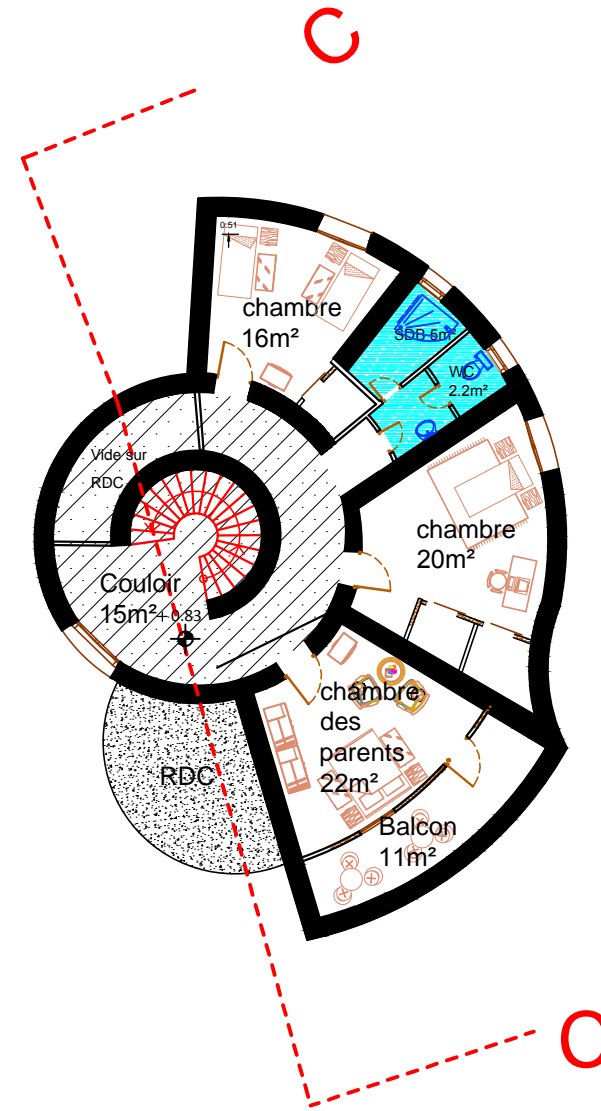 C
0.51
chambre
16m²
SDB 5m²
WC
2.2m²
Vide sur
RDC
chambre
20m²
Couloir
15m²
+0.83
chambre
des
parents
22m²
RDC
Balcon
11m²
C